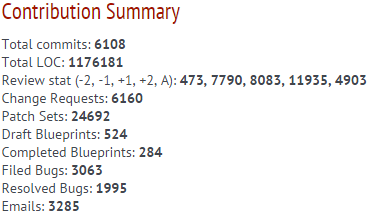 Contribution Summary
Total commits: 6108
Total LOC: 1176181
Review stat (-2, -1, +1, +2, A): 473, 7790, 8083, 11935, 4903
Change Requests: 6160
Patch Sets: 24692
Draft Blueprints: 524
Completed Blueprints: 284
Filed Bugs: 3063
Resolved Bugs: 1995
Emails: 3285